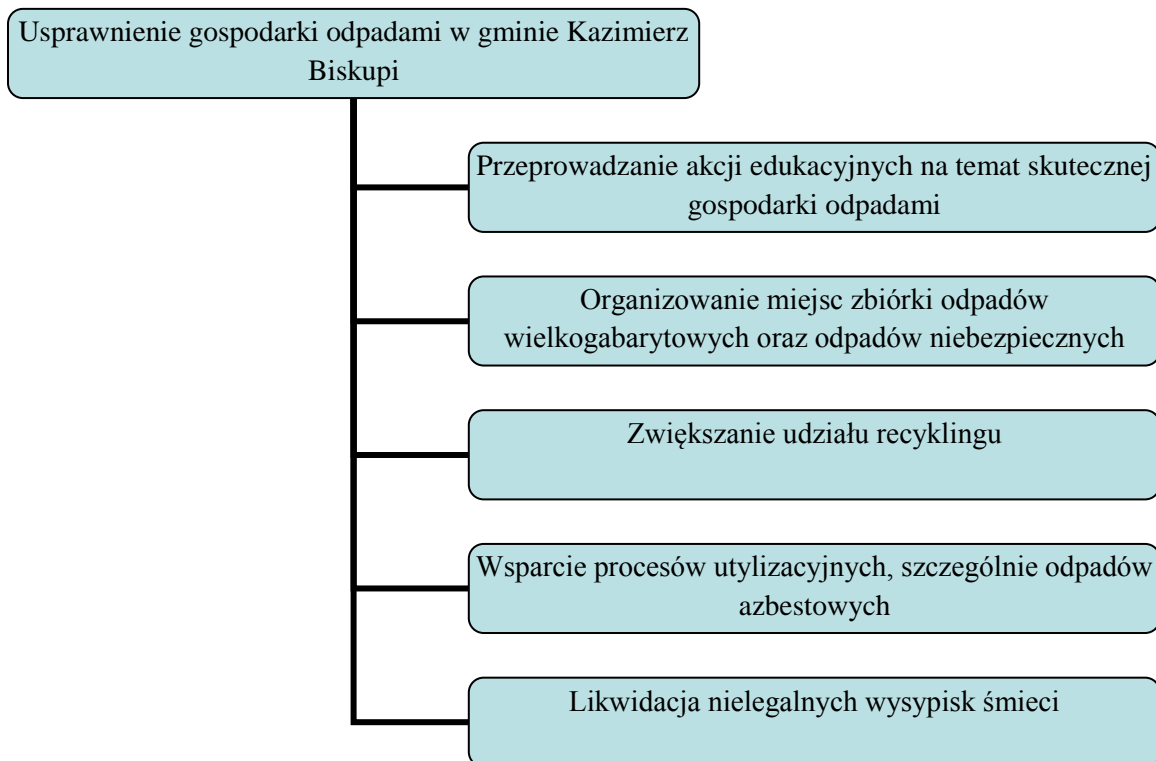 Usprawnienie gospodarki odpadami w gminie Kazimierz
Biskupi
Przeprowadzanie akcji edukacyjnych na temat skutecznej
gospodarki odpadami
Organizowanie miejsc zbiórki odpadów
wielkogabarytowych oraz odpadów niebezpiecznych
Zwiększanie udziału recyklingu
Wsparcie procesów utylizacyjnych, szczególnie odpadów
azbestowych
Likwidacja nielegalnych wysypisk śmieci